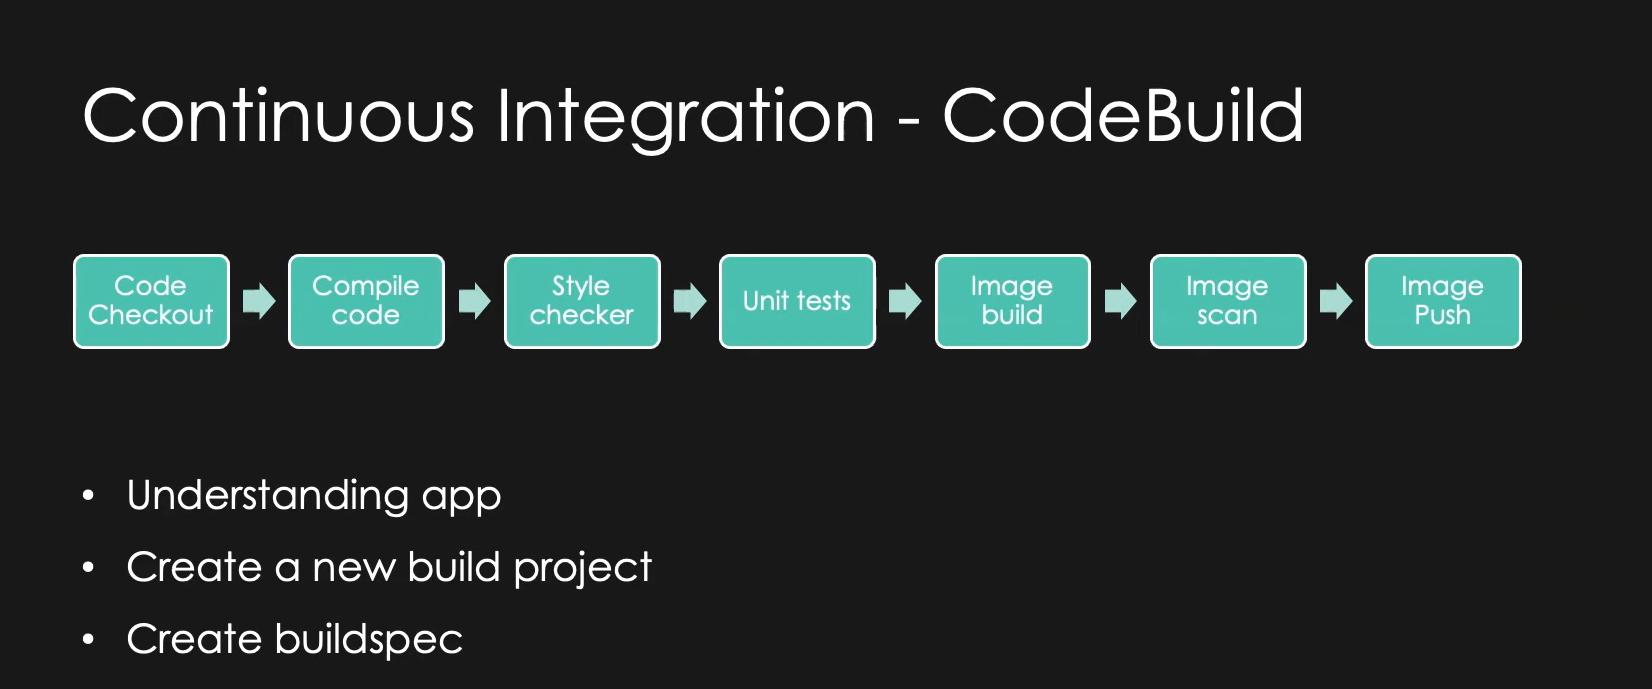 Continuous Integration - CodeBuild
Code
Checkout
Compile
code
Style
checker
Unit tests
Image
build
Image
scan
Image
Push
• Understanding app
• Create a new build project
• Create buildspec